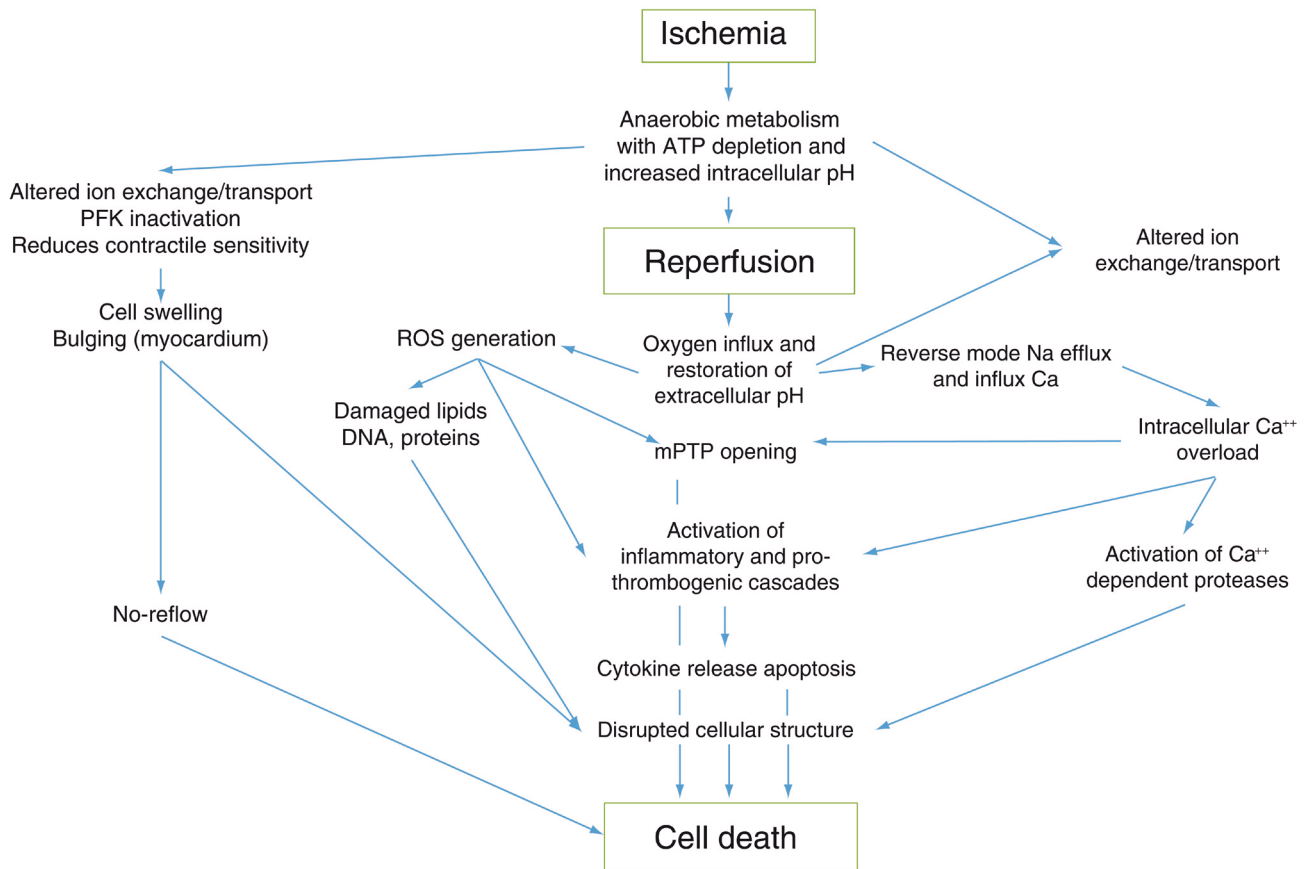 Ischemia
Anaerobic metabolism
with ATP depletion and
increased intracellular pH
Altered ion exchange/transport
PFK inactivation
Reduces contractile sensitivity
Reperfusion
Altered ion
exchange/transport
Cell swelling
Bulging (myocardium)
ROS generation
Oxygen influx and
restoration of
extracellular pH
Reverse mode Na efflux
and influx Ca
Damaged lipids
DNA, proteins
mPTP opening
Intracellular Ca⁺⁺
overload
Activation of
inflammatory and pro-
thrombogenic cascades
Activation of Ca⁺⁺
dependent proteases
No-reflow
Cytokine release apoptosis
Disrupted cellular structure
Cell death